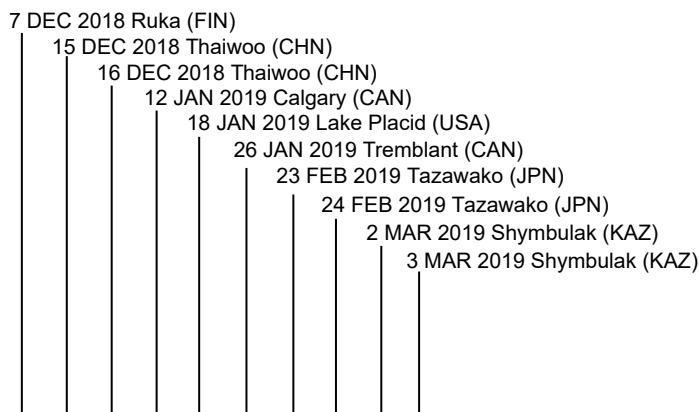 7 DEC 2018 Ruka (FIN)
15 DEC 2018 Thaiwoo (CHN)
16 DEC 2018 Thaiwoo (CHN)
12 JAN 2019 Calgary (CAN)
18 JAN 2019 Lake Placid (USA)
26 JAN 2019 Tremblant (CAN)
23 FEB 2019 Tazawako (JPN)
24 FEB 2019 Tazawako (JPN)
2 MAR 2019 Shymbulak (KAZ)
3 MAR 2019 Shymbulak (KAZ)